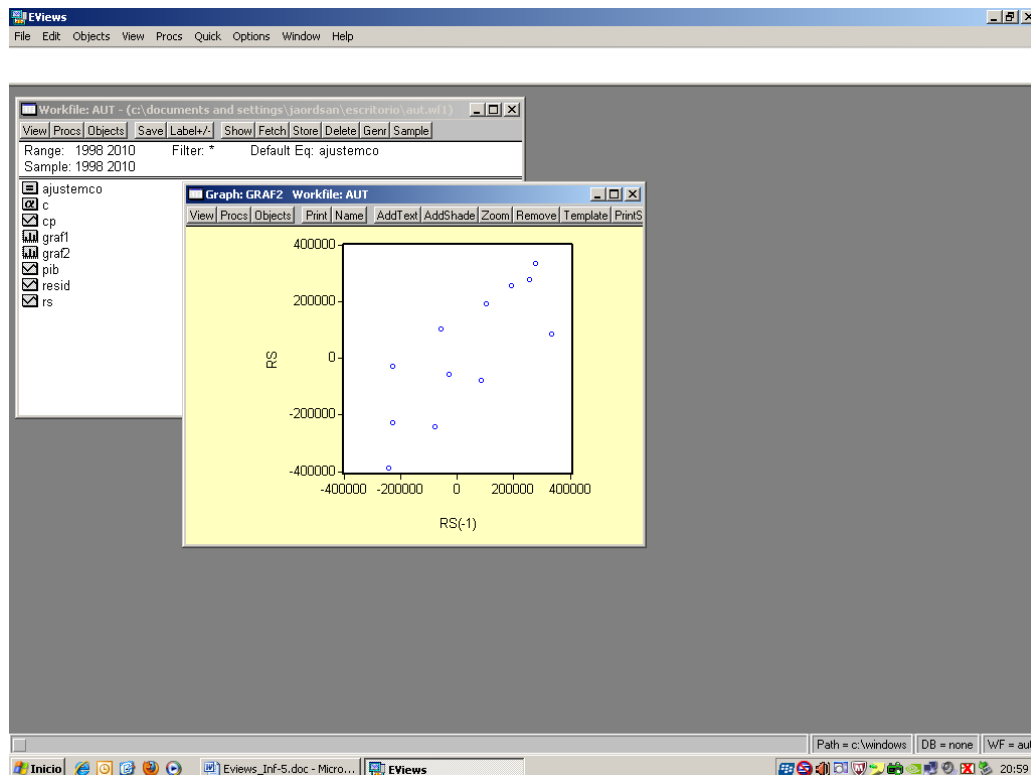 EViews
File Edit Objects View Procs Quick Options Window Help
Workfile: AUT - (c:\documents and settings\jaordsan\escritorio\aut.wf1)
View Procs Objects Save Label+/- Show Fetch Store Delete Genr Sample
Range: 1998 2010 Filter: * Default Eq: ajustemco
Sample: 1998 2010
ajustemco
c
cp
graf1
graf2
pib
resid
rs
Graph: GRAF2 Workfile: AUT
View Procs Objects Print Name AddText AddShade Zoom Remove Template PrintS
400000
200000
0
-200000
-400000
RS
-400000 -200000 0 200000 400000
RS(-1)
Path = c:\windows DB = none WF = aut
Inicio Eviews_Inf-5.doc - Micro... EViews 20:59